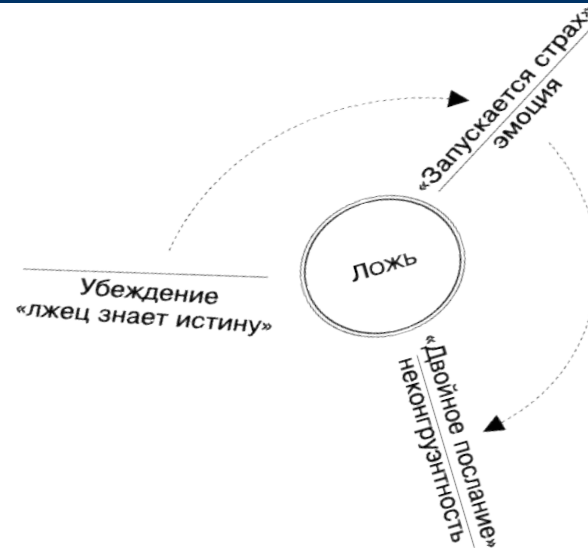 Убеждение
«лжец знает истину»
Ложь
«Запускается страх»
эмоция
«Двойное послание»
неконгруэнтность